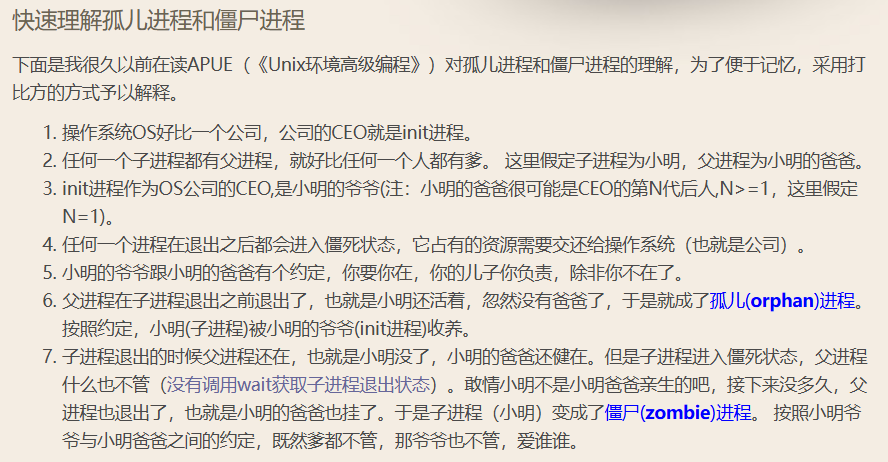 快速理解孤儿进程和僵尸进程
下面是我很久以前在读APUE（《Unix环境高级编程》）对孤儿进程和僵尸进程的理解，为了便于记忆，采用打
比方的方式予以解释。
1. 操作系统OS好比一个公司，公司的CEO就是init进程。
2. 任何一个子进程都有父进程，就好比任何一个人都有爹。 这里假定子进程为小明，父进程为小明的爸爸。
3. init进程作为OS公司的CEO,是小明的爷爷(注：小明的爸爸很可能是CEO的第N代后人,N>=1，这里假定
N=1)。
4. 任何一个进程在退出之后都会进入僵死状态，它占有的资源需要交还给操作系统（也就是公司）。
5. 小明的爷爷跟小明的爸爸有个约定，你要你在，你的儿子你负责，除非你不在了。
6. 父进程在子进程退出之前退出了，也就是小明还活着，忽然没有爸爸了，于是就成了孤儿(orphan)进程。
按照约定，小明(子进程)被小明的爷爷(init进程)收养。
7. 子进程退出的时候父进程还在，也就是小明没了，小明的爸爸还健在。但是子进程进入僵死状态，父进程
什么也不管（没有调用wait获取子进程退出状态）。敢情小明不是小明爸爸亲生的吧，接下来没多久，父
进程也退出了，也就是小明的爸爸也挂了。于是子进程（小明）变成了僵尸(zombie)进程。 按照小明爷
爷与小明爸爸之间的约定，既然爹都不管，那爷爷也不管，爱谁谁。